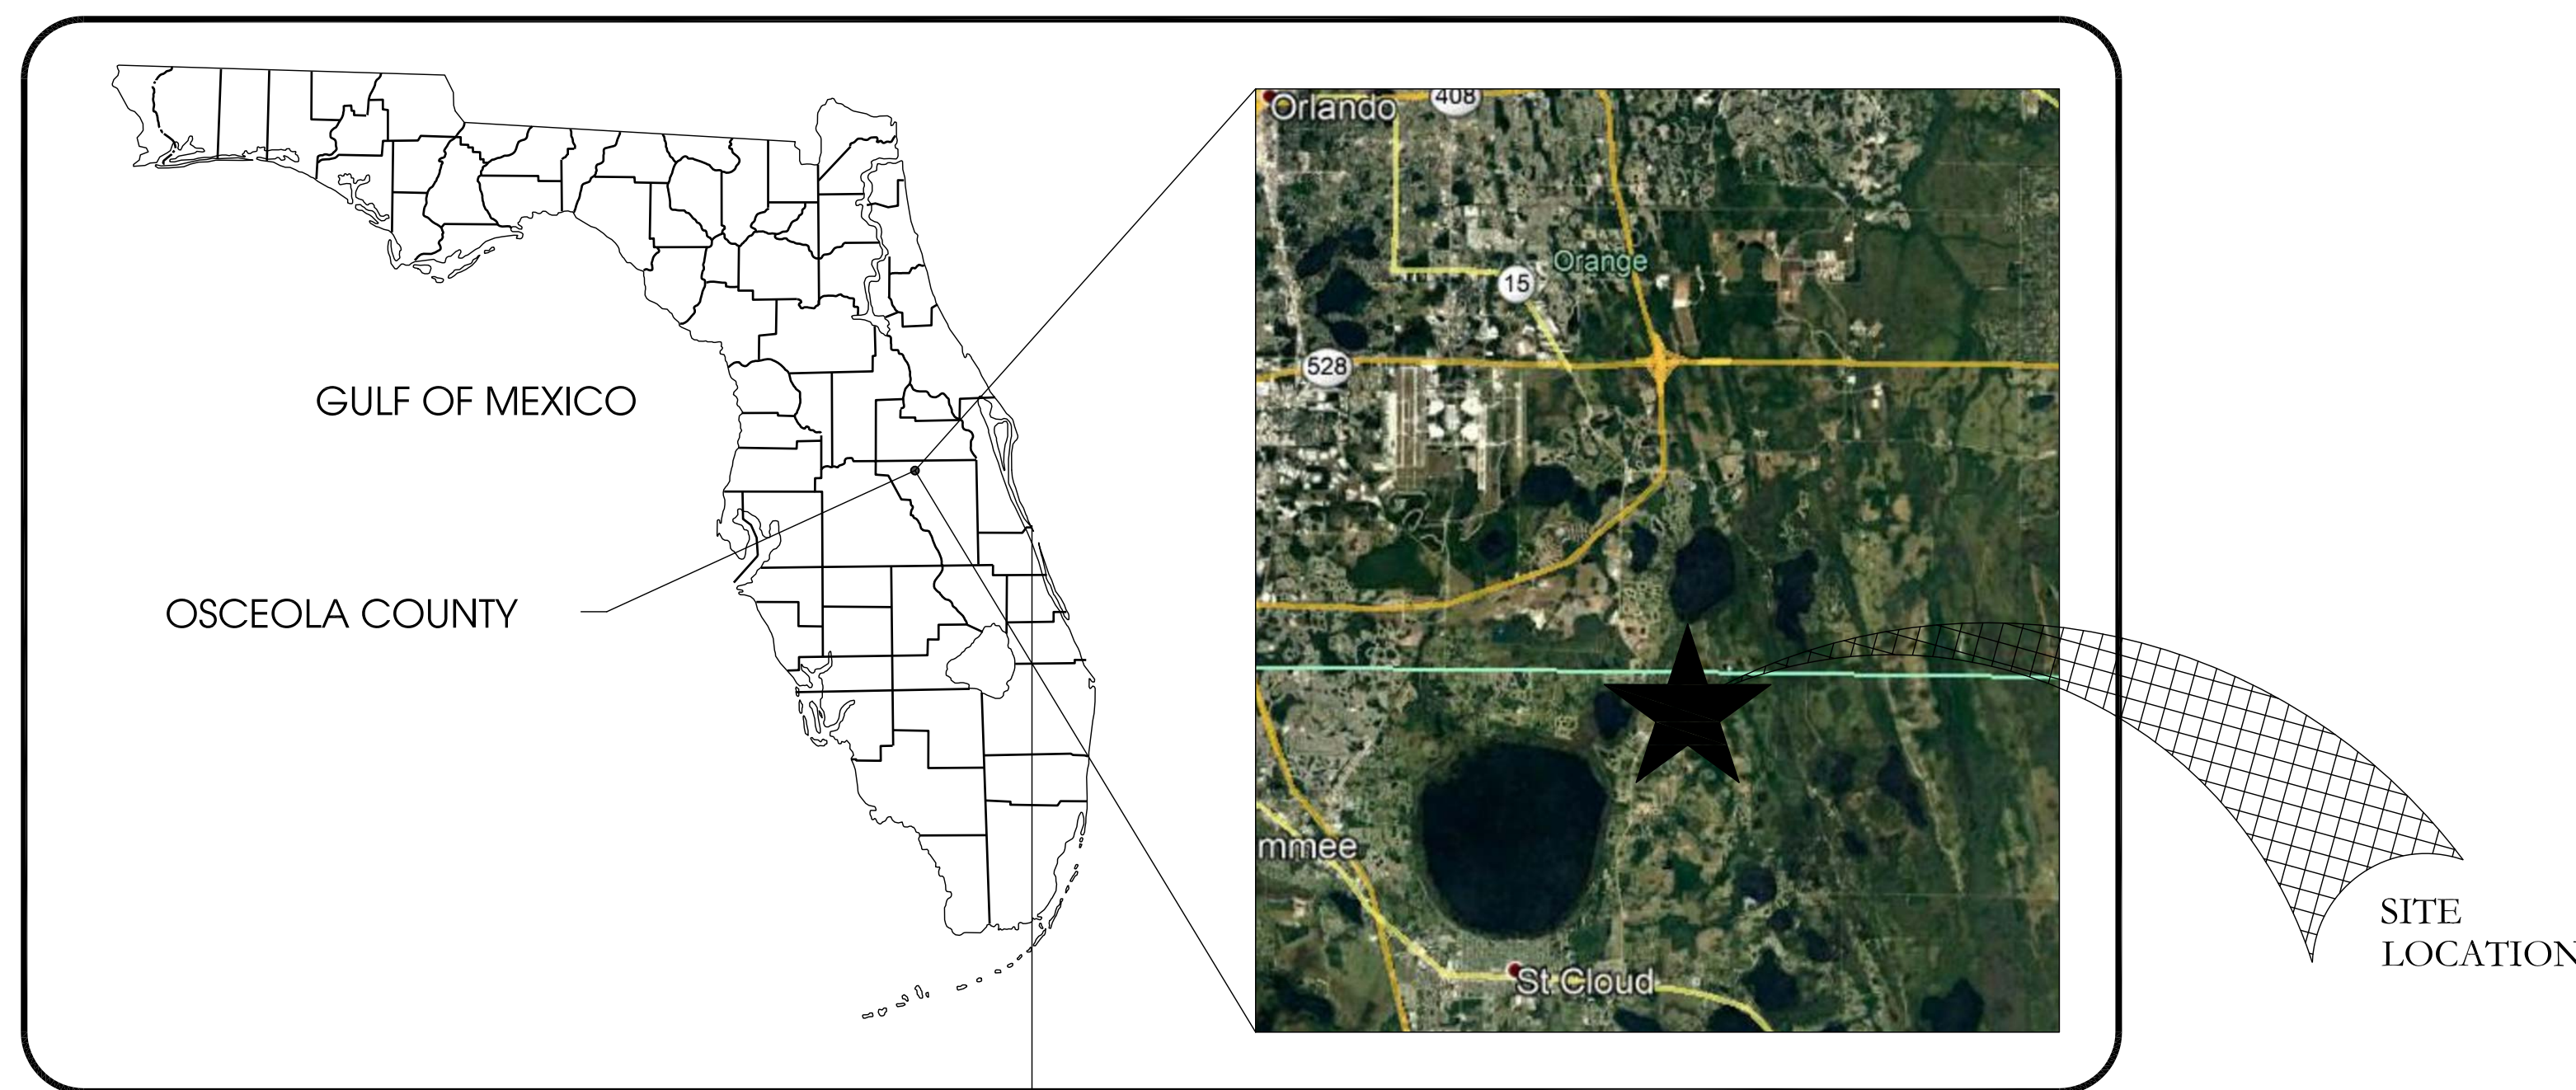 GULF OF MEXICO
OSCEOLA COUNTY
Orlando
408
Orange
15
528
mmee
St Cloud
SITE
LOCATION